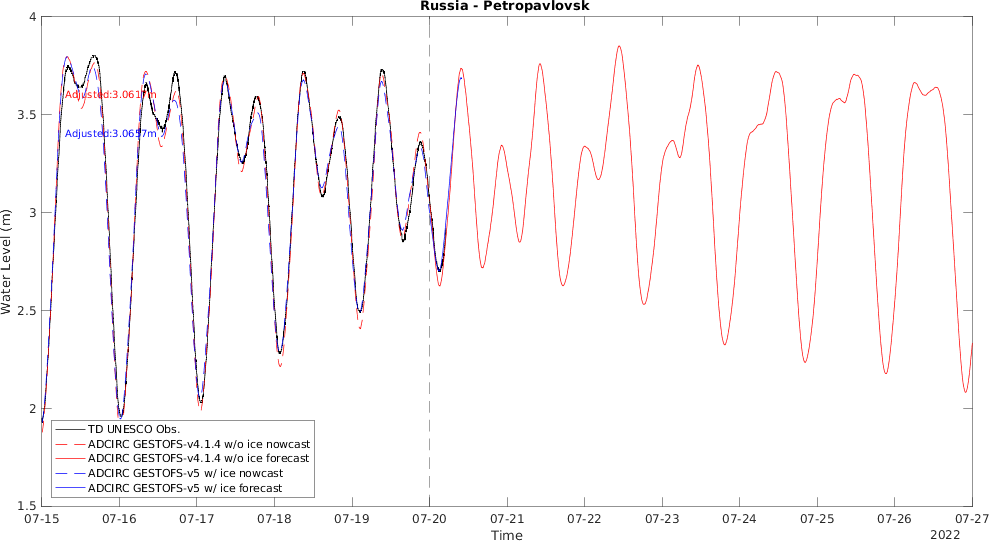 Russia - Petropavlovsk
4
3.5
3
2.5
2
1.5
Water Level (m)
Adjusted:3.0617m
Adjusted:3.0657m
TD UNESCO Obs.
ADCIRC GESTOFS-v4.1.4 w/o ice nowcast
ADCIRC GESTOFS-v4.1.4 w/o ice forecast
ADCIRC GESTOFS-v5 w/ ice nowcast
ADCIRC GESTOFS-v5 w/ ice forecast
07-15 07-16 07-17 07-18 07-19 07-20 07-21 07-22 07-23 07-24 07-25 07-26 07-27
Time
2022